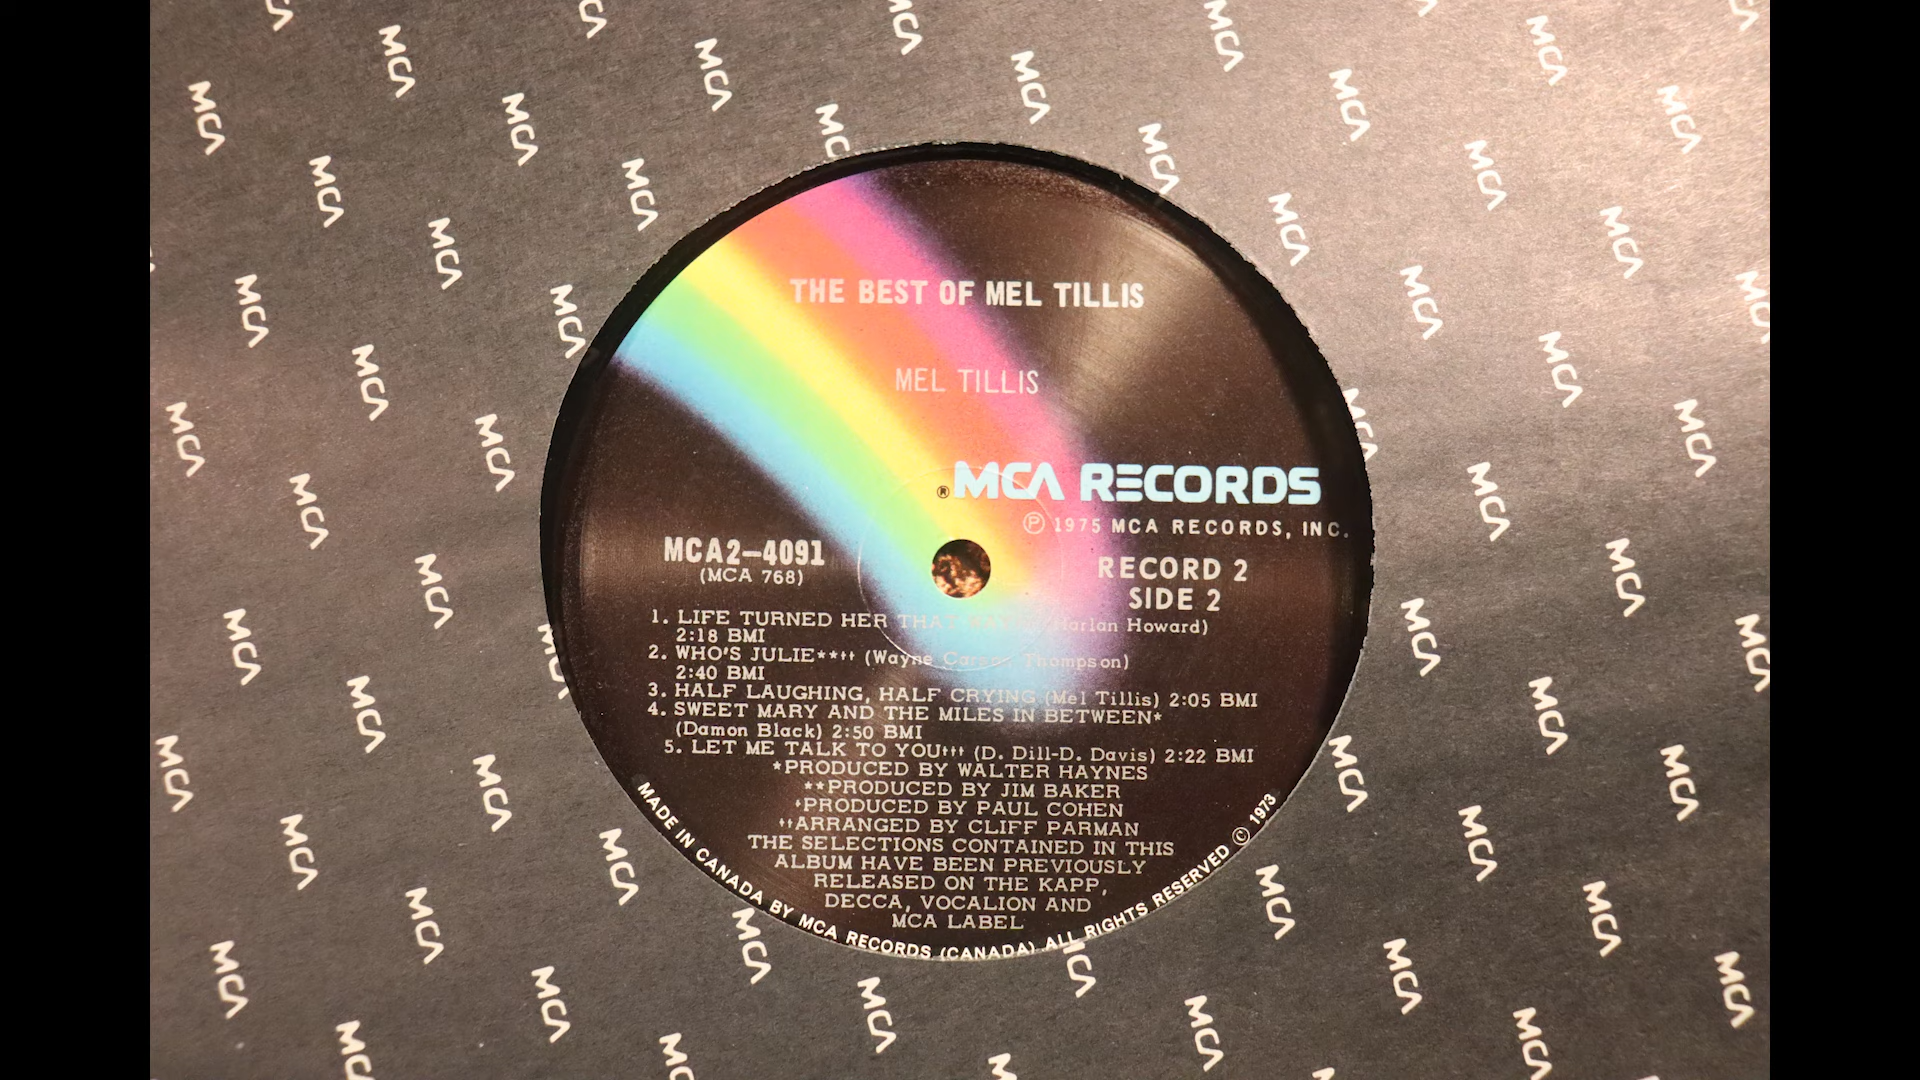 THE BEST OF MEL TILLIS
MEL TILLIS
® MCA RECORDS
℗ 1975 MCA RECORDS, INC.
MCA2-4091
(MCA 768)
RECORD 2
SIDE 2
1. LIFE TURNED HER THAT (Harlan Howard)
2:18 BMI
2. WHO'S JULIE**†† (Wayne Carson Thompson)
2:40 BMI
3. HALF LAUGHING, HALF CRYING (Mel Tillis) 2:05 BMI
4. SWEET MARY AND THE MILES IN BETWEEN*
(Damon Black) 2:50 BMI
5. LET ME TALK TO YOU††† (D. Dill-D. Davis) 2:22 BMI
*PRODUCED BY WALTER HAYNES
**PRODUCED BY JIM BAKER
†PRODUCED BY PAUL COHEN
††ARRANGED BY CLIFF PARMAN
THE SELECTIONS CONTAINED IN THIS
ALBUM HAVE BEEN PREVIOUSLY
RELEASED ON THE KAPP,
DECCA, VOCALION AND
MCA LABEL
MADE IN CANADA BY MCA RECORDS (CANADA) ALL RIGHTS RESERVED © 1973
MCA